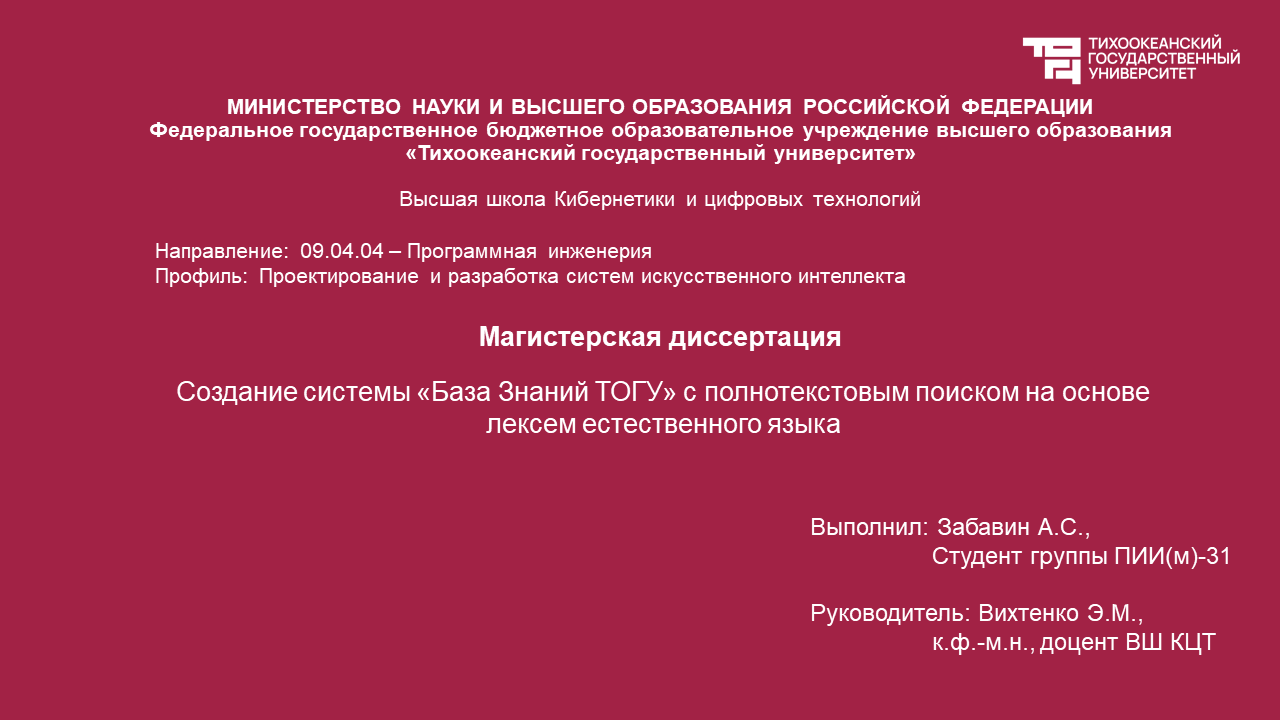 ТИХООКЕАНСКИЙ
ГОСУДАРСТВЕННЫЙ
УНИВЕРСИТЕТ
МИНИСТЕРСТВО НАУКИ И ВЫСШЕГО ОБРАЗОВАНИЯ РОССИЙСКОЙ ФЕДЕРАЦИИ
Федеральное государственное бюджетное образовательное учреждение высшего образования
«Тихоокеанский государственный университет»
Высшая школа Кибернетики и цифровых технологий
Направление: 09.04.04 – Программная инженерия
Профиль: Проектирование и разработка систем искусственного интеллекта
Магистерская диссертация
Создание системы «База Знаний ТОГУ» с полнотекстовым поиском на основе
лексем естественного языка
Выполнил: Забавин А.С.,
Студент группы ПИИ(м)-31
Руководитель: Вихтенко Э.М.,
к.ф.-м.н., доцент ВШ КЦТ